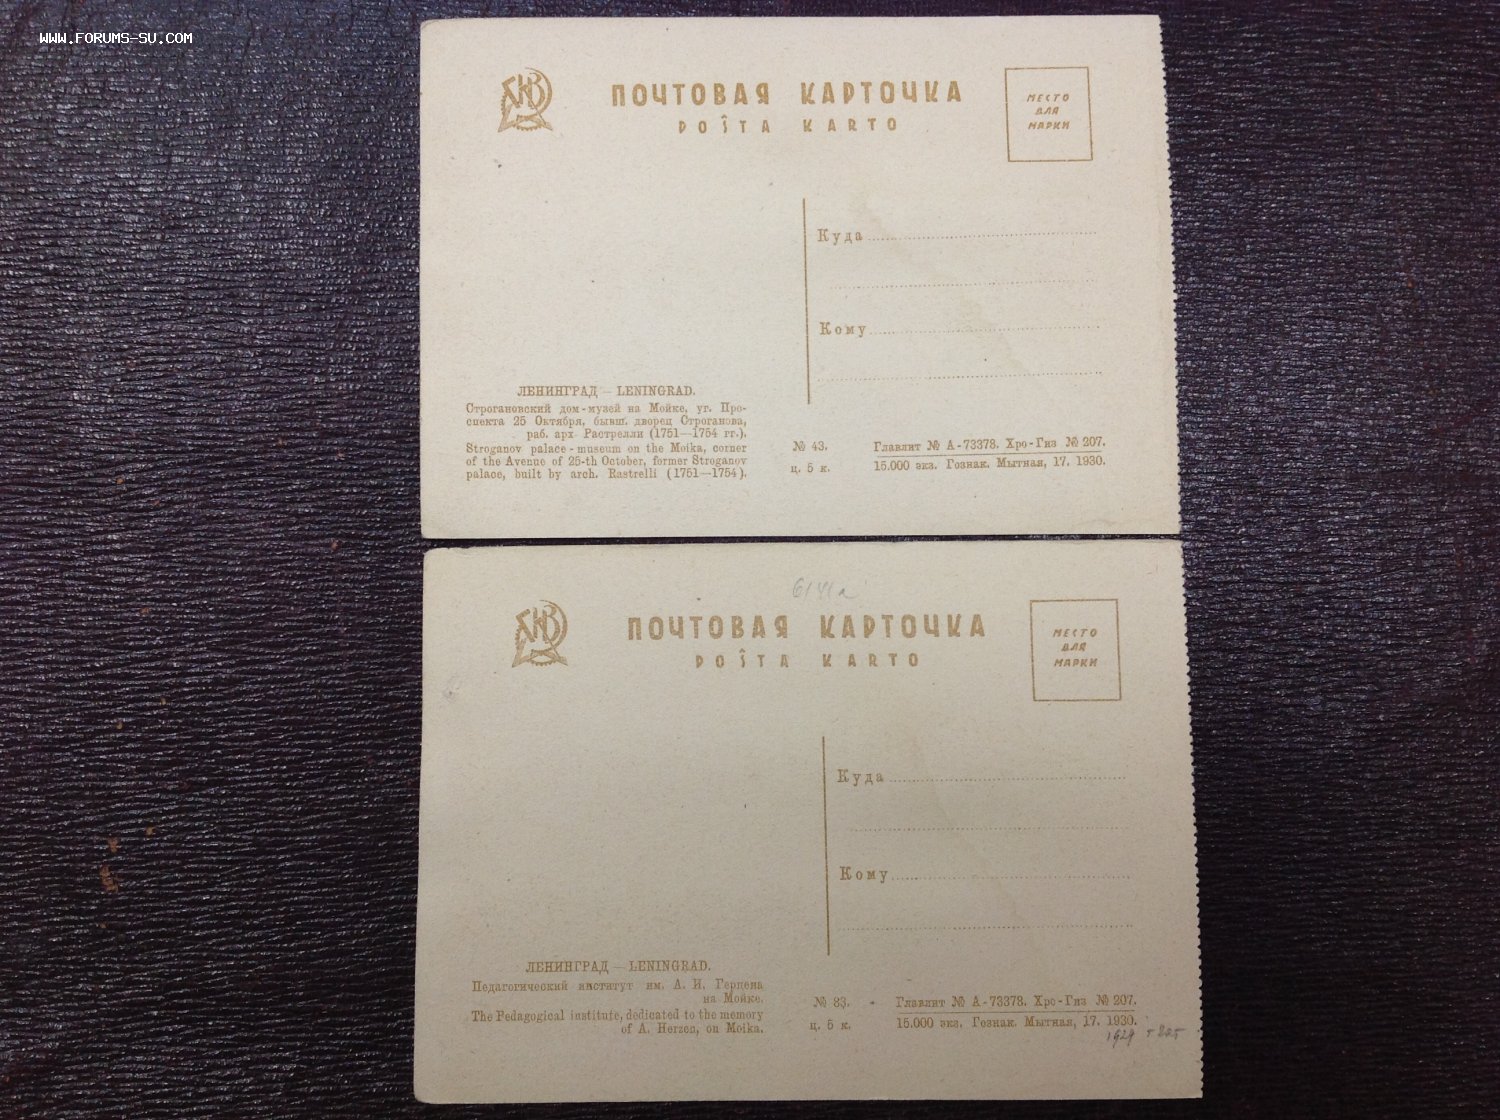 WWW.FORUMS-SU.COM
ГИЗ
ПОЧТОВАЯ КАРТОЧКА
POŜTA KARTO
МЕСТО
ДЛЯ
МАРКИ
Куда
Кому
ЛЕНИНГРАД — LENINGRAD.
Строгановский дом-музей на Мойке, уг. Про-
спекта 25 Октября, бывш. дворец Строганова,
раб. арх. Растрелли (1751—1754 гг.).
Stroganov palace-museum on the Moika, corner
of the Avenue of 25-th October, former Stroganov
palace, built by arch. Rastrelli (1751—1754).
№ 43.
ц. 5 к.
Главлит № А-73378. Хро-Гиз № 207.
15.000 экз. Гознак. Мытная, 17. 1930.
ГИЗ
ПОЧТОВАЯ КАРТОЧКА
POŜTA KARTO
МЕСТО
ДЛЯ
МАРКИ
Куда
Кому
ЛЕНИНГРАД — LENINGRAD.
Педагогический институт им. А. И. Герцена
на Мойке.
The Pedagogical institute, dedicated to the memory
of A. Herzen, on Moika.
№ 83.
ц. 5 к.
Главлит № А-73378. Хро-Гиз № 207.
15.000 экз. Гознак. Мытная, 17. 1930.
1929